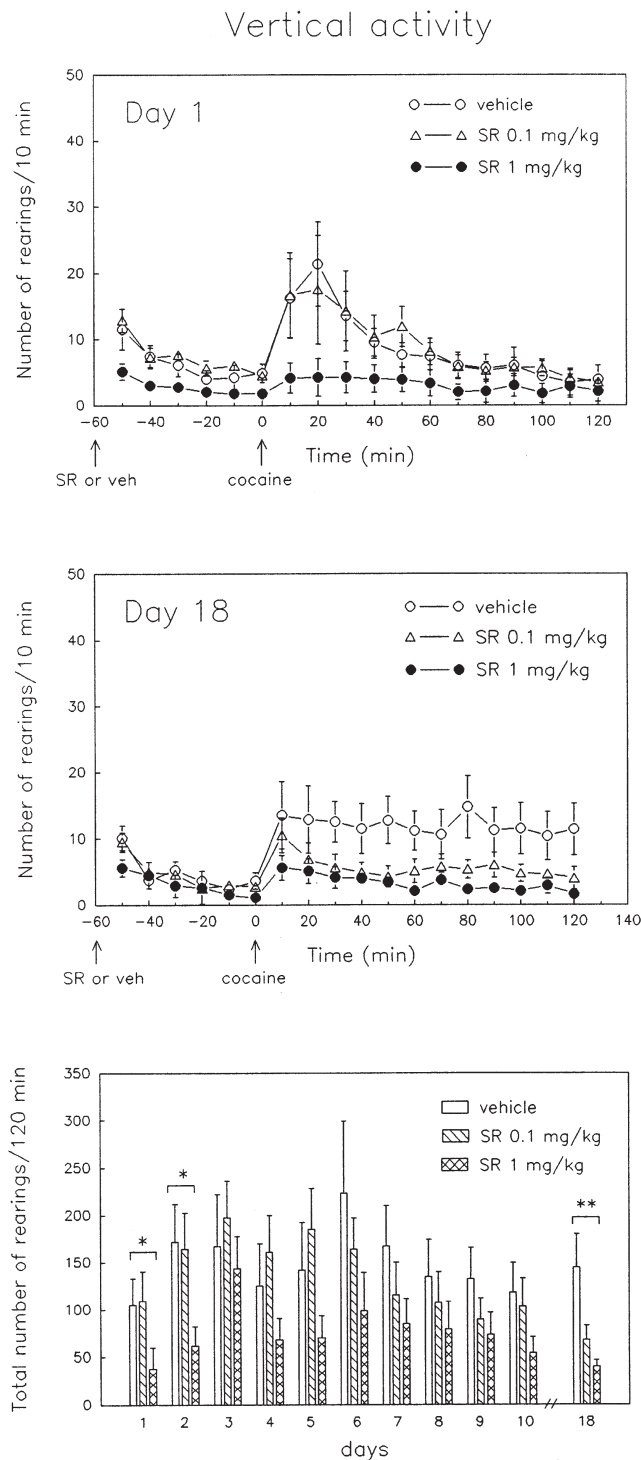 Vertical activity
Number of rearings/10 min
50
40
30
20
10
0
Day 1
vehicle
SR 0.1 mg/kg
SR 1 mg/kg
−60 −40 −20 0 20 40 60 80 100 120
Time (min)
SR or veh
cocaine
Number of rearings/10 min
50
40
30
20
10
0
Day 18
vehicle
SR 0.1 mg/kg
SR 1 mg/kg
−60 −40 −20 0 20 40 60 80 100 120 140
Time (min)
SR or veh
cocaine
Total number of rearings/120 min
350
300
250
200
150
100
50
0
vehicle
SR 0.1 mg/kg
SR 1 mg/kg
*
*
**
1 2 3 4 5 6 7 8 9 10 // 18
days